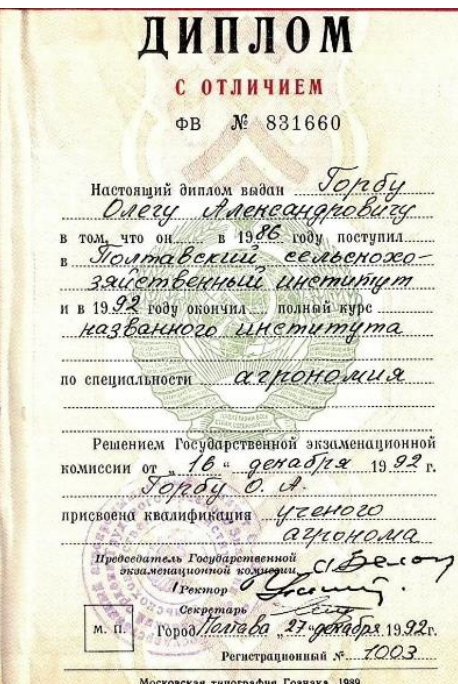 ДИПЛОМ
С ОТЛИЧИЕМ
ФВ № 831660
Настоящий диплом выдан Горбу
Олегу Александровичу
в том, что он в 1986 году поступил
в Полтавский сельскохо-
зяйственный институт
и в 1992 году окончил полный курс
названного института
по специальности агрономия
Решением Государственной экзаменационной
комиссии от „16“ декабря 1992 г.
Горбу О. А.
присвоена квалификация ученого
агронома
Председатель Государственной
экзаменационной комиссии
Ректор
Секретарь
М. П.
Город Полтава „27“ декабря 1992г.
Регистрационный № 1003
Московская типография Гознака. 1989.